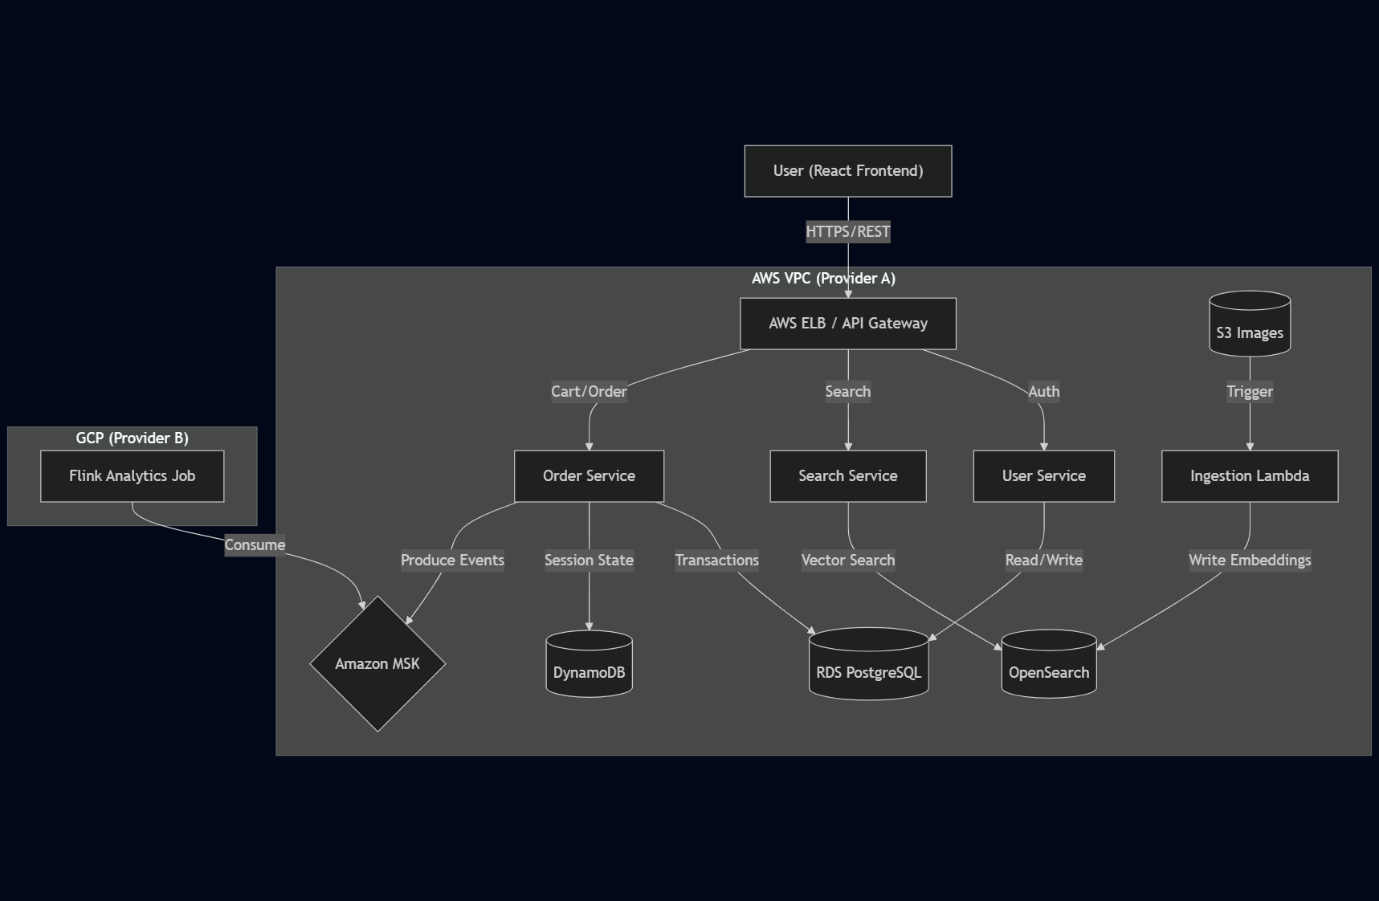 User (React Frontend)
HTTPS/REST
AWS VPC (Provider A)
AWS ELB / API Gateway
S3 Images
Cart/Order
Search
Auth
Trigger
GCP (Provider B)
Flink Analytics Job
Order Service
Search Service
User Service
Ingestion Lambda
Consume
Produce Events
Session State
Transactions
Vector Search
Read/Write
Write Embeddings
Amazon MSK
DynamoDB
RDS PostgreSQL
OpenSearch